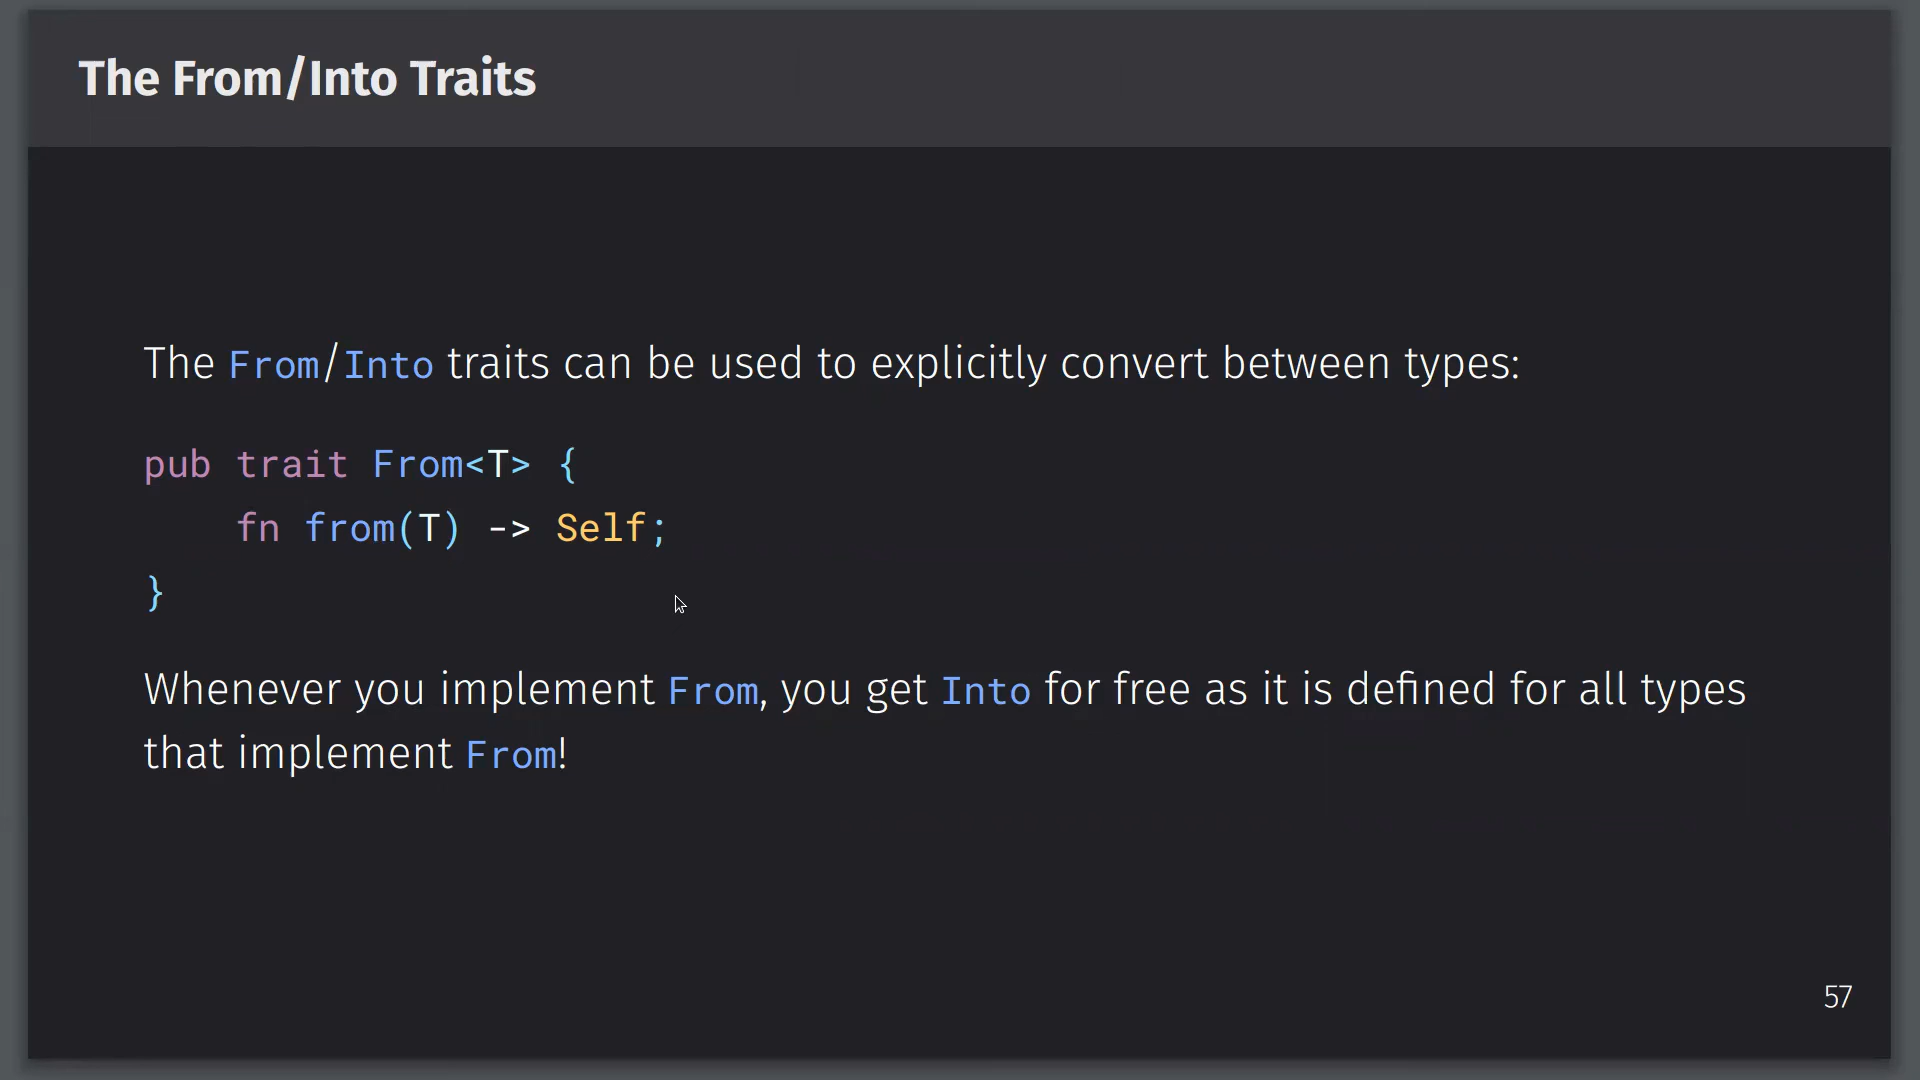 The From/Into Traits
The From/Into traits can be used to explicitly convert between types:
pub trait From<T> {
    fn from(T) -> Self;
}
Whenever you implement From, you get Into for free as it is defined for all types
that implement From!
57